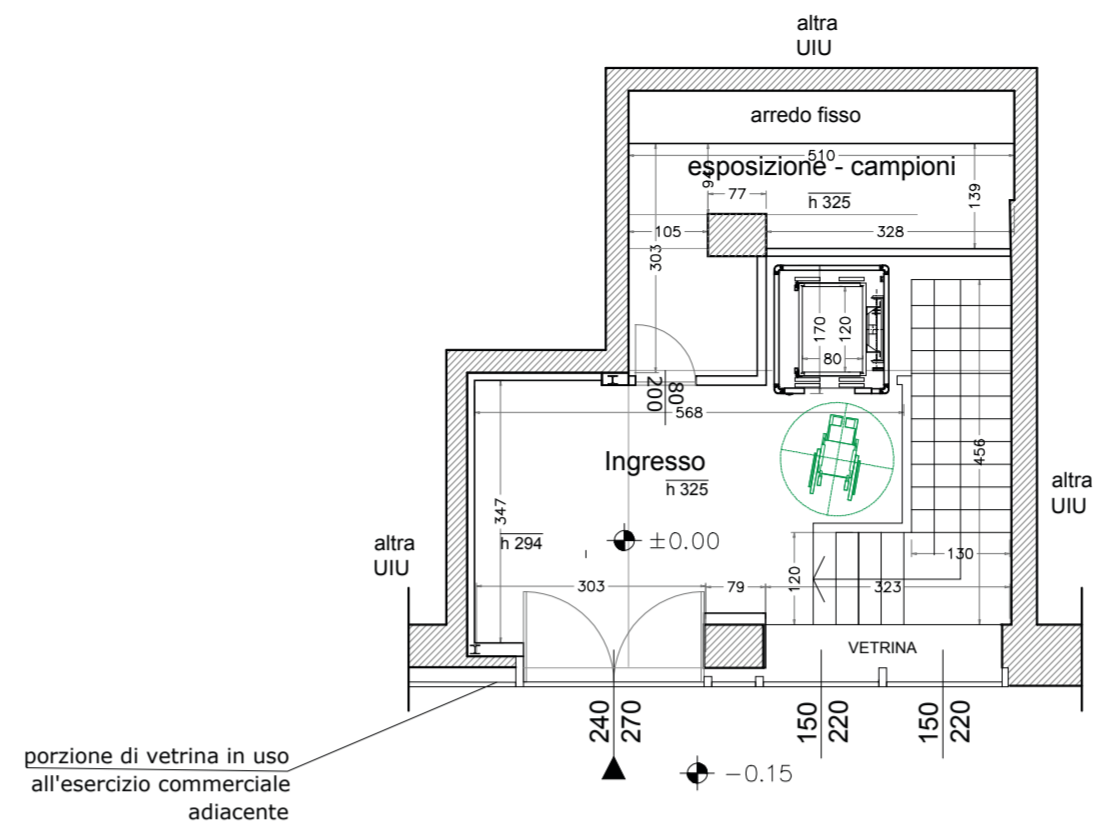 altra
UIU
arredo fisso
510
esposizione - campioni
94
77
h 325
139
105
328
303
170
120
80
80
200
568
456
Ingresso
h 325
altra
UIU
347
h 294
±0.00
altra
UIU
130
303
79
120
323
VETRINA
240
270
150
220
150
220
porzione di vetrina in uso
all'esercizio commerciale
adiacente
-0.15